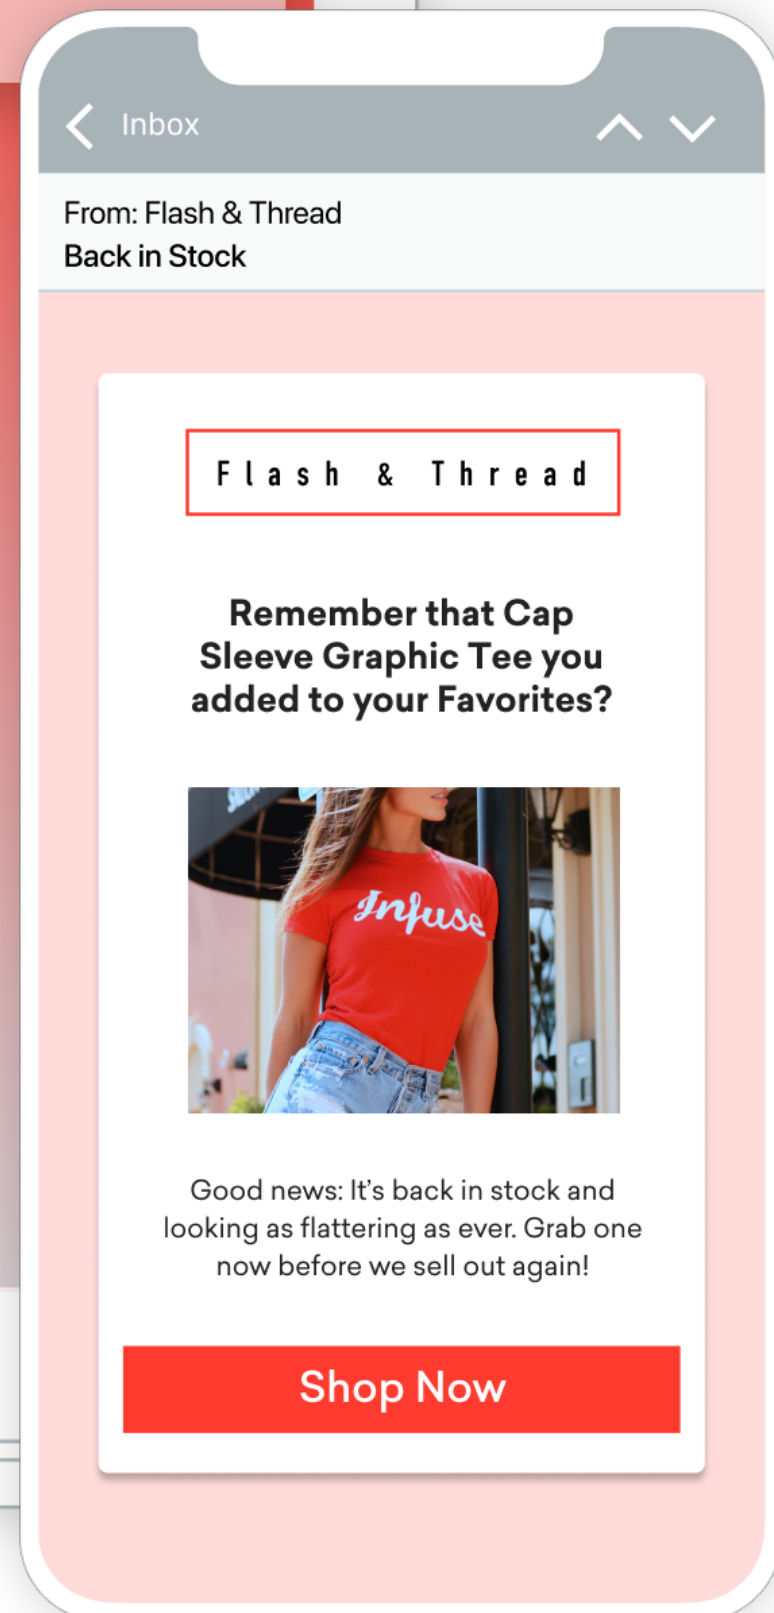 Inbox
From: Flash & Thread
Back in Stock
Flash & Thread
Remember that Cap
Sleeve Graphic Tee you
added to your Favorites?
Infuse
Good news: It’s back in stock and
looking as flattering as ever. Grab one
now before we sell out again!
Shop Now